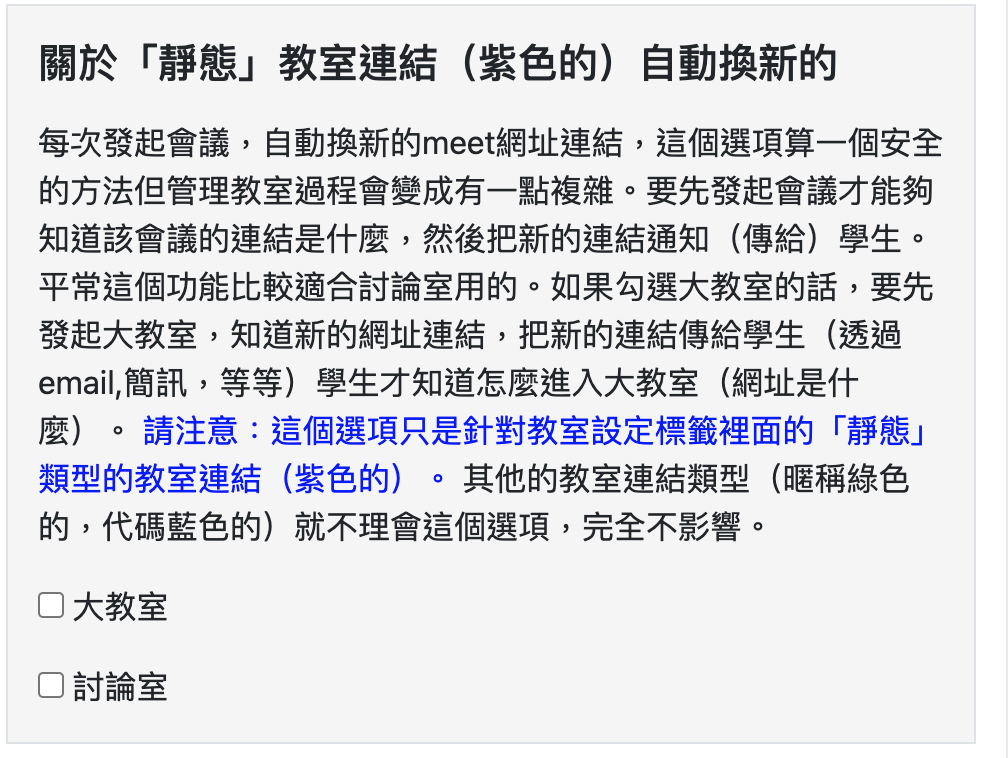 關於「靜態」教室連結（紫色的）自動換新的
每次發起會議，自動換新的meet網址連結，這個選項算一個安全
的方法但管理教室過程會變成有一點複雜。要先發起會議才能夠
知道該會議的連結是什麼，然後把新的連結通知（傳給）學生。
平常這個功能比較適合討論室用的。如果勾選大教室的話，要先
發起大教室，知道新的網址連結，把新的連結傳給學生（透過
email,簡訊，等等）學生才知道怎麼進入大教室（網址是什
麼）。 請注意：這個選項只是針對教室設定標籤裡面的「靜態」
類型的教室連結（紫色的）。 其他的教室連結類型（暱稱綠色
的，代碼藍色的）就不理會這個選項，完全不影響。
大教室
討論室